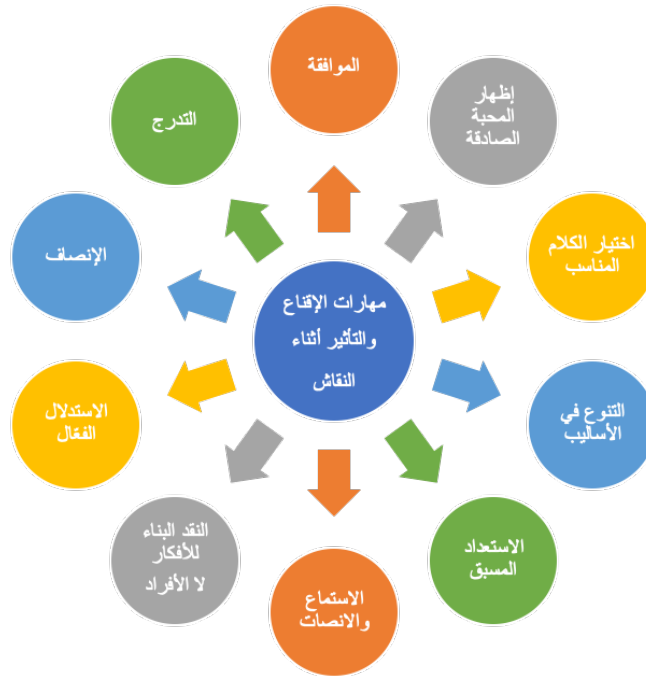 مهارات الإقناع
والتأثير أثناء
النقاش
الموافقة
إظهار
المحبة
الصادقة
اختيار الكلام
المناسب
التنوع في
الأساليب
الاستعداد
المسبق
الاستماع
والانصات
النقد البناء
للأفكار
لا الأفراد
الاستدلال
الفعّال
الإنصاف
التدرج